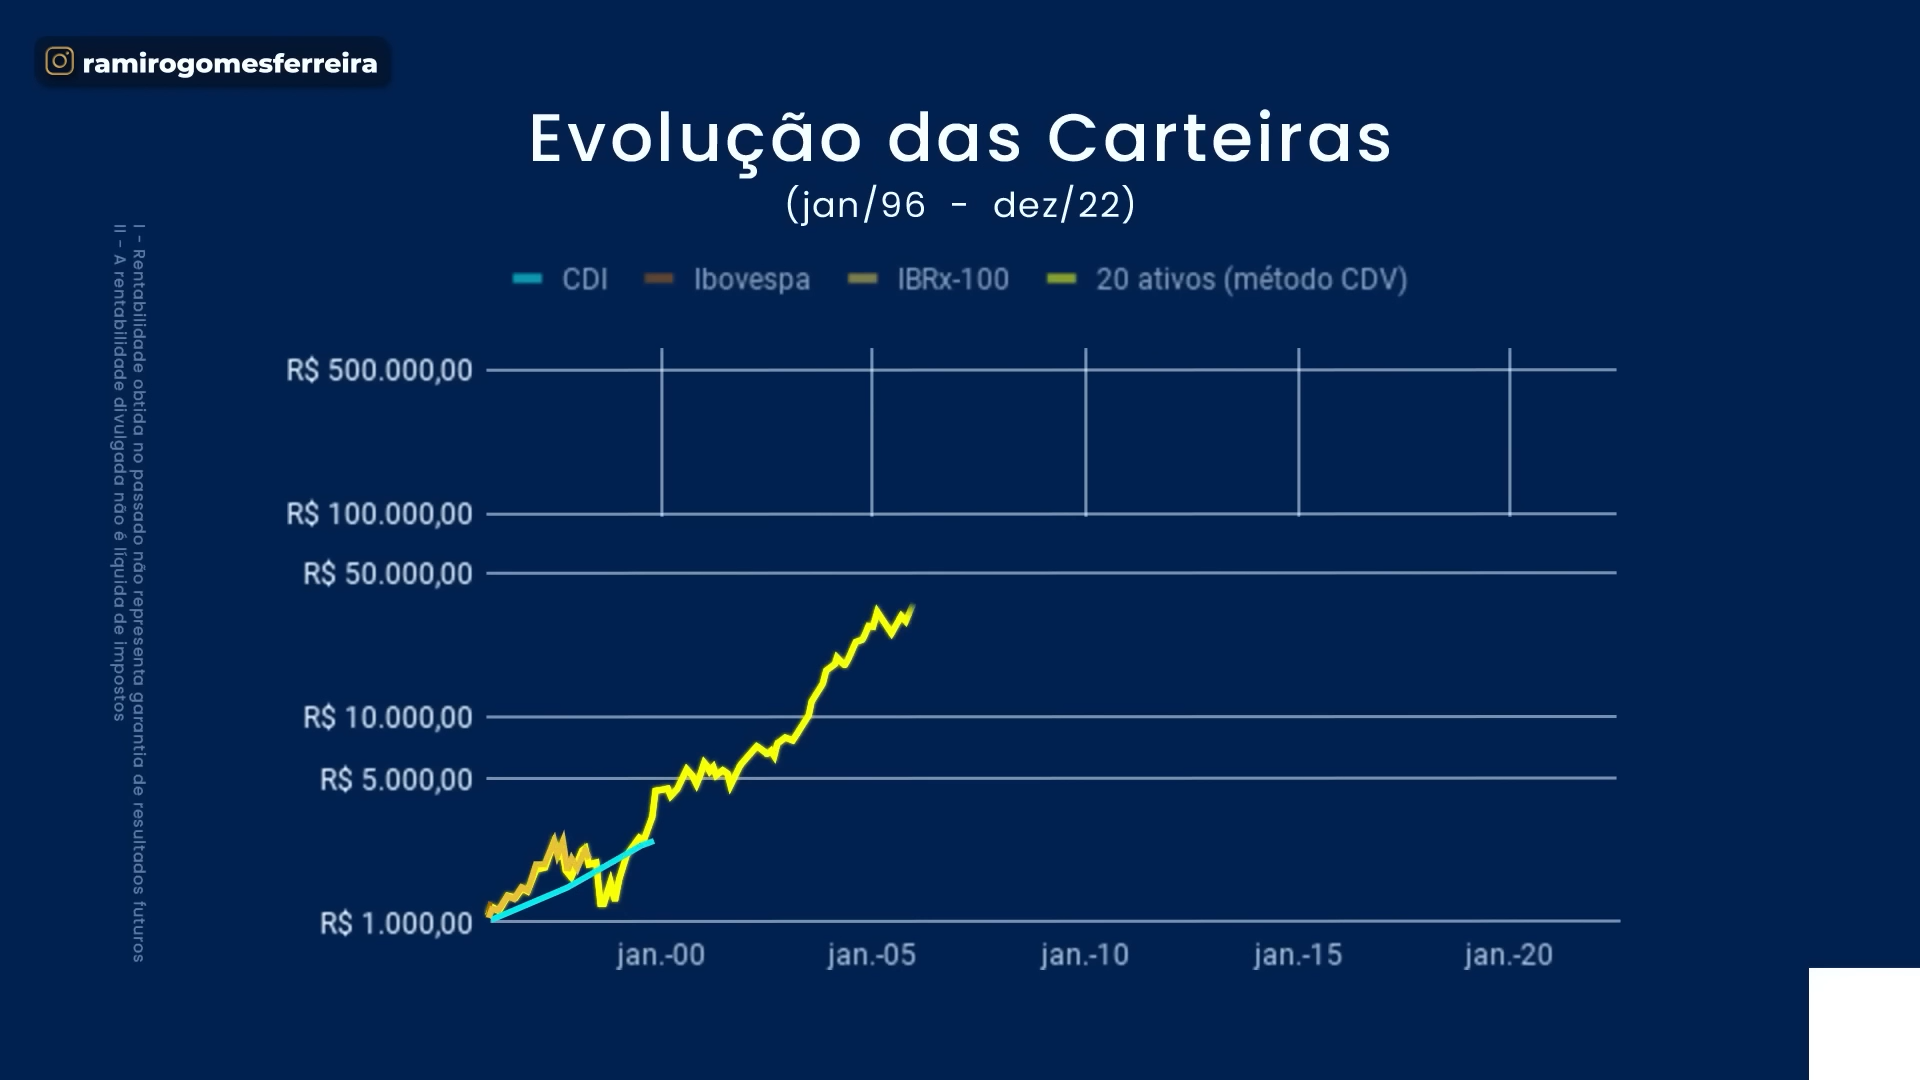 ramirogomesferreira
Evolução das Carteiras
(jan/96 - dez/22)
CDI Ibovespa IBRx-100 20 ativos (método CDV)
R$ 500.000,00
R$ 100.000,00
R$ 50.000,00
R$ 10.000,00
R$ 5.000,00
R$ 1.000,00
jan.-00 jan.-05 jan.-10 jan.-15 jan.-20
I - Rentabilidade obtida no passado não representa garantia de resultados futuros
II - A rentabilidade divulgada não é líquida de impostos